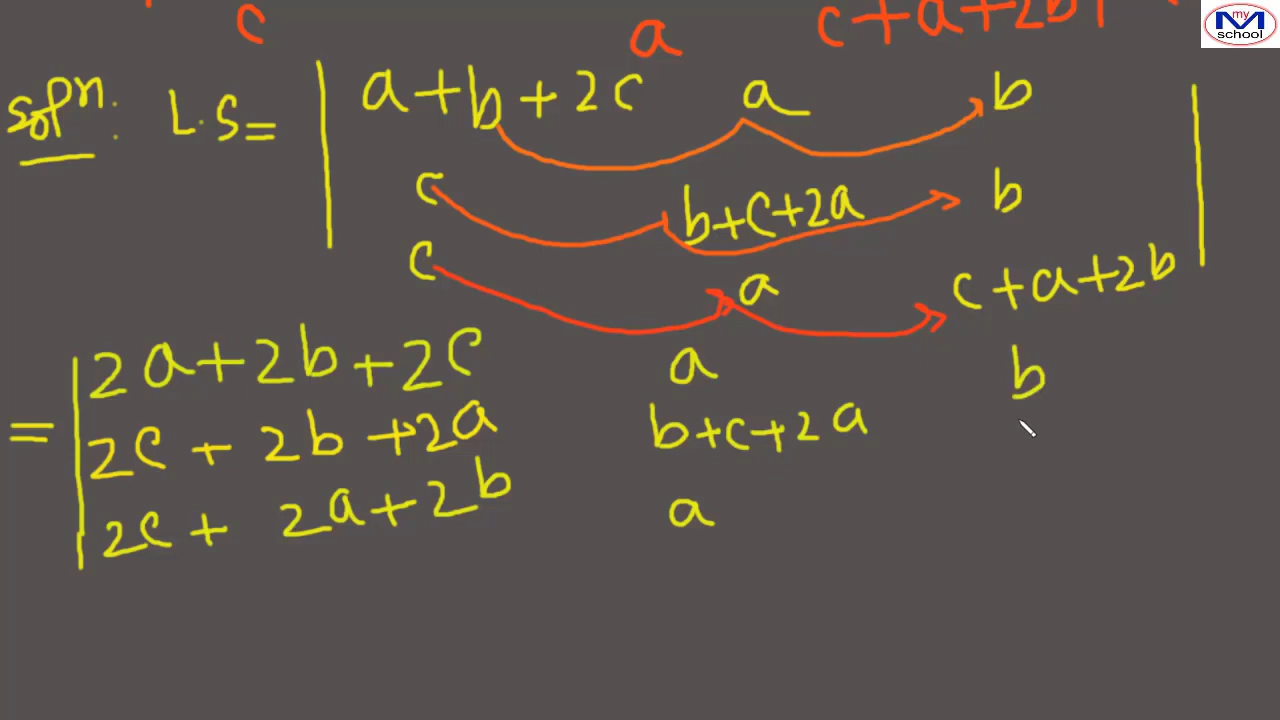 c a c+a+2b
my
M
school
Soln. L.S= | a+b+2c a b |
c b+c+2a b
c a c+a+2b
= | 2a+2b+2c a b
2c+2b+2a b+c+2a
2c+2a+2b a